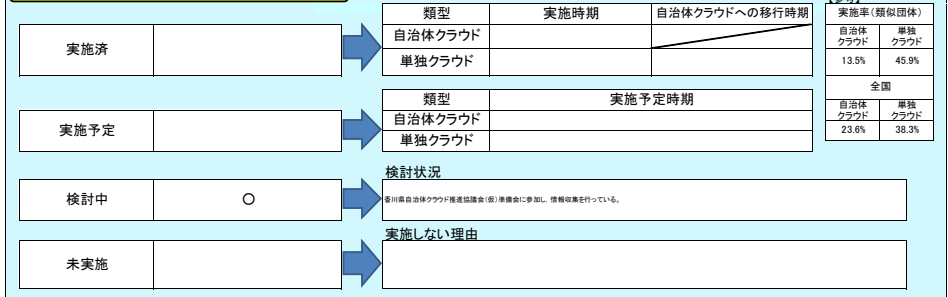 【参考】
類型 実施時期 自治体クラウドへの移行時期
実施済
自治体クラウド
単独クラウド
実施率(類似団体)
自治体クラウド 単独クラウド
13.5% 45.9%
全国
自治体クラウド 単独クラウド
23.6% 38.3%
類型 実施予定時期
実施予定
自治体クラウド
単独クラウド
検討状況
検討中 ○
香川県自治体クラウド推進協議会(仮)準備会に参加し、情報収集を行っている。
実施しない理由
未実施